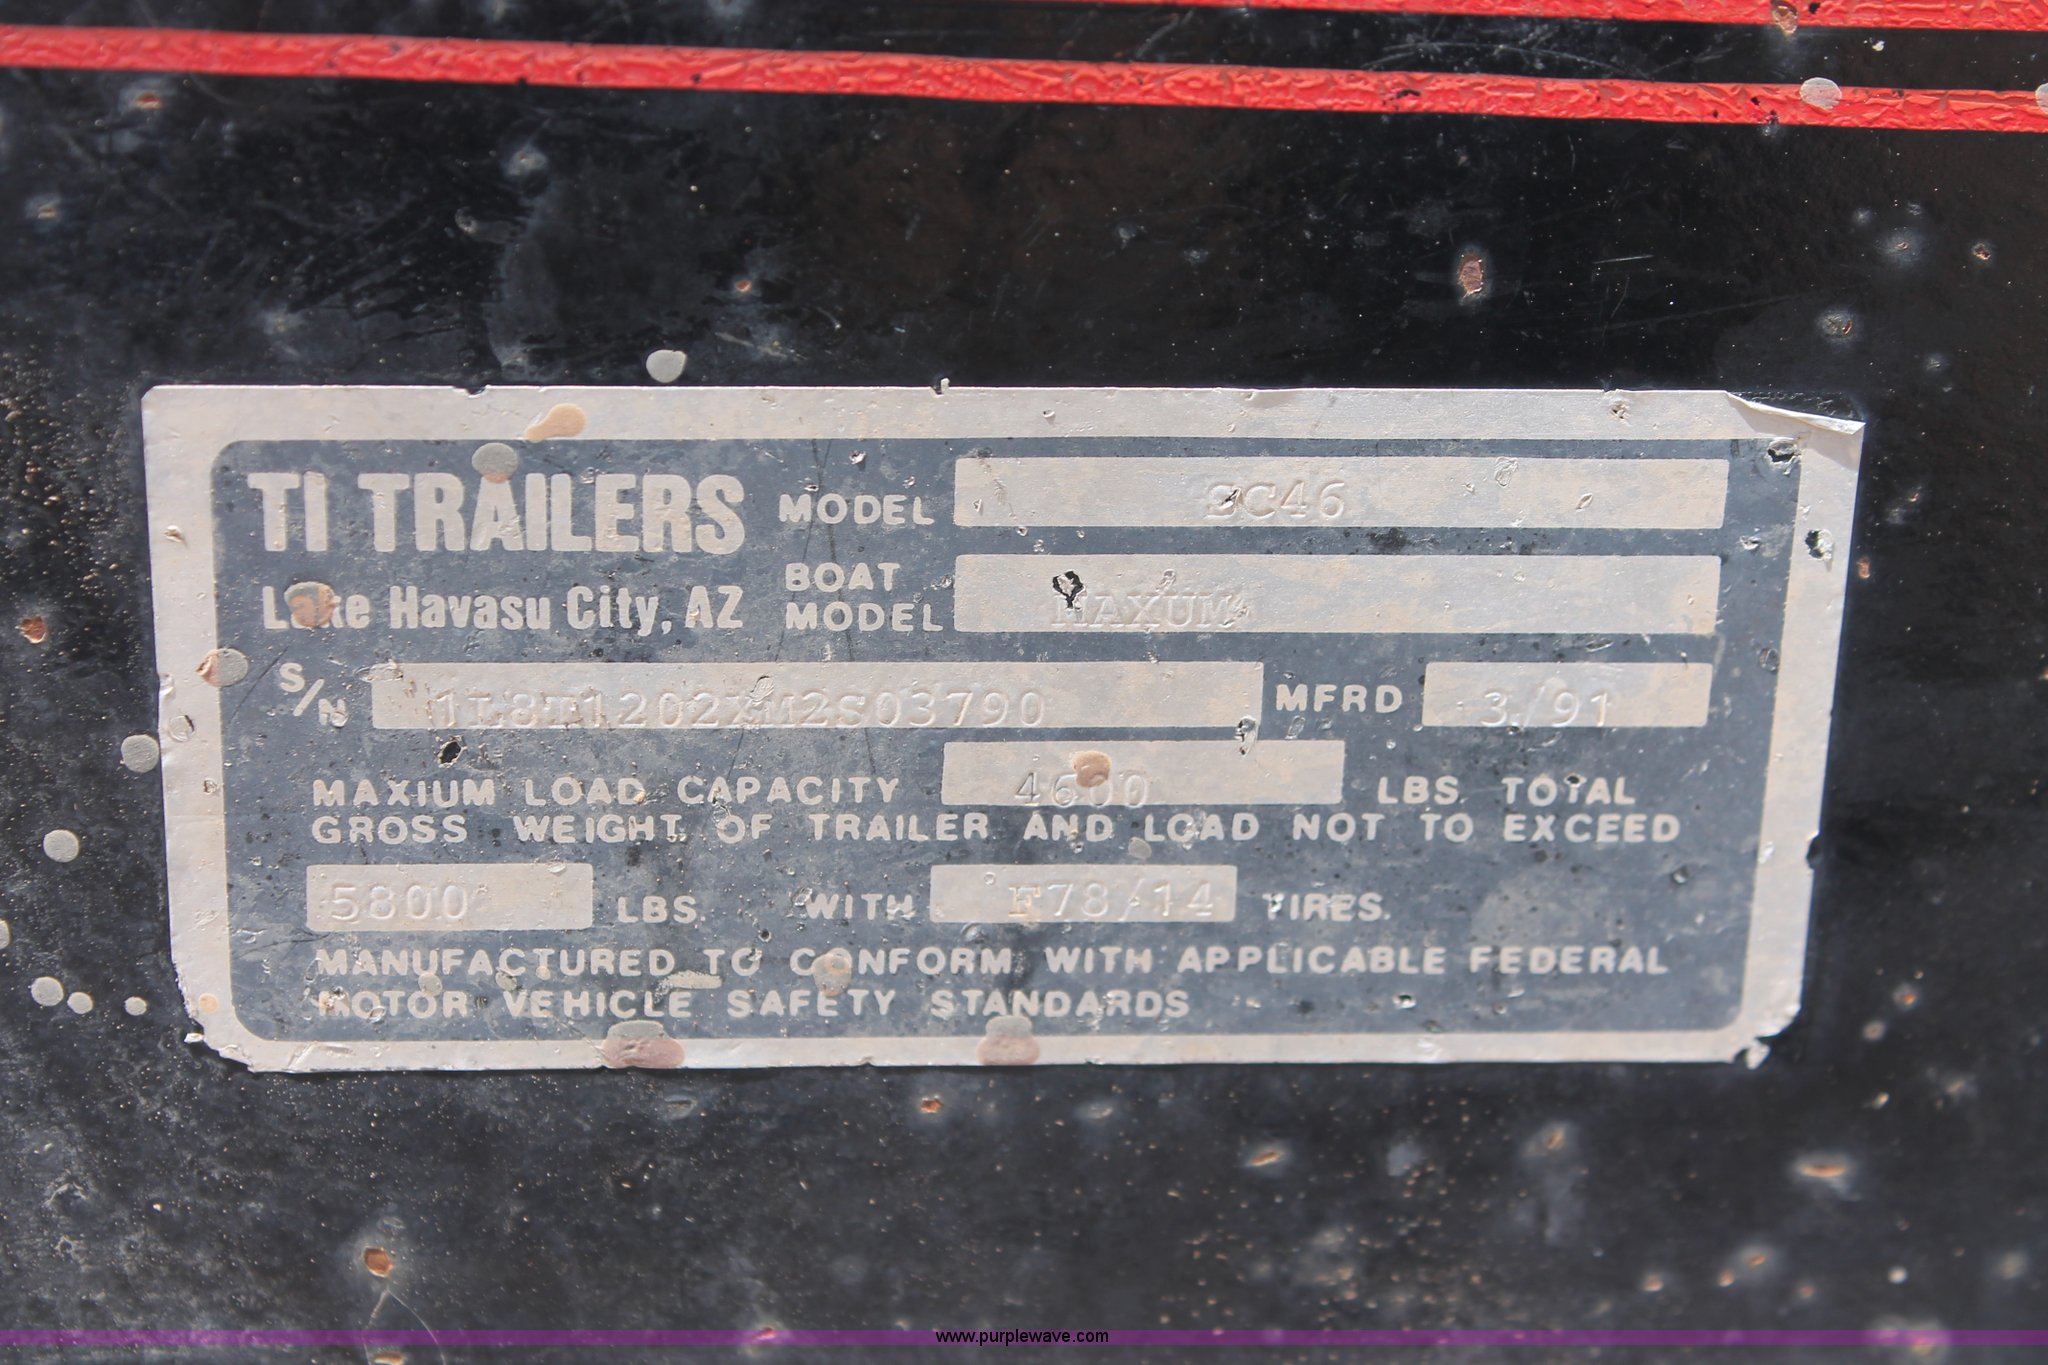 TI TRAILERS MODEL SC46
Lake Havasu City, AZ BOAT MODEL MAXUM
S/N 1L8T1202XM2S03790 MFRD 3/91
MAXIUM LOAD CAPACITY 4600 LBS. TOTAL
GROSS WEIGHT OF TRAILER AND LOAD NOT TO EXCEED
5800 LBS. WITH F78/14 TIRES.
MANUFACTURED TO CONFORM WITH APPLICABLE FEDERAL
MOTOR VEHICLE SAFETY STANDARDS
www.purplewave.com